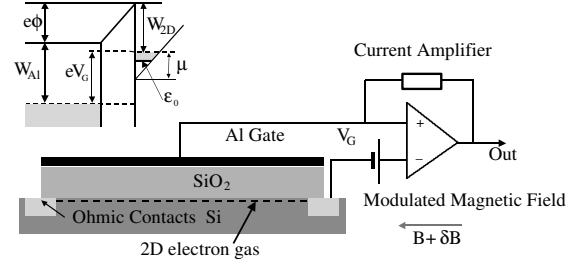 eϕ
W2D
WAl
eVG
μ
ε0
Current Amplifier
Al Gate
VG
+
−
Out
SiO2
Modulated Magnetic Field
Ohmic Contacts Si
B+ δB
2D electron gas